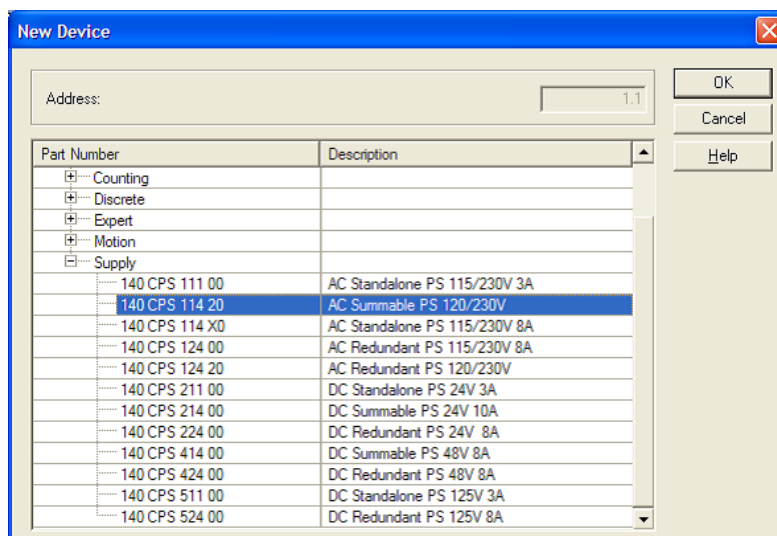 New Device
Address: 1.1
OK
Cancel
Help
Part Number Description
Counting
Discrete
Expert
Motion
Supply
140 CPS 111 00 AC Standalone PS 115/230V 3A
140 CPS 114 20 AC Summable PS 120/230V
140 CPS 114 X0 AC Standalone PS 115/230V 8A
140 CPS 124 00 AC Redundant PS 115/230V 8A
140 CPS 124 20 AC Redundant PS 120/230V
140 CPS 211 00 DC Standalone PS 24V 3A
140 CPS 214 00 DC Summable PS 24V 10A
140 CPS 224 00 DC Redundant PS 24V  8A
140 CPS 414 00 DC Summable PS 48V 8A
140 CPS 424 00 DC Redundant PS 48V 8A
140 CPS 511 00 DC Standalone PS 125V 3A
140 CPS 524 00 DC Redundant PS 125V 8A